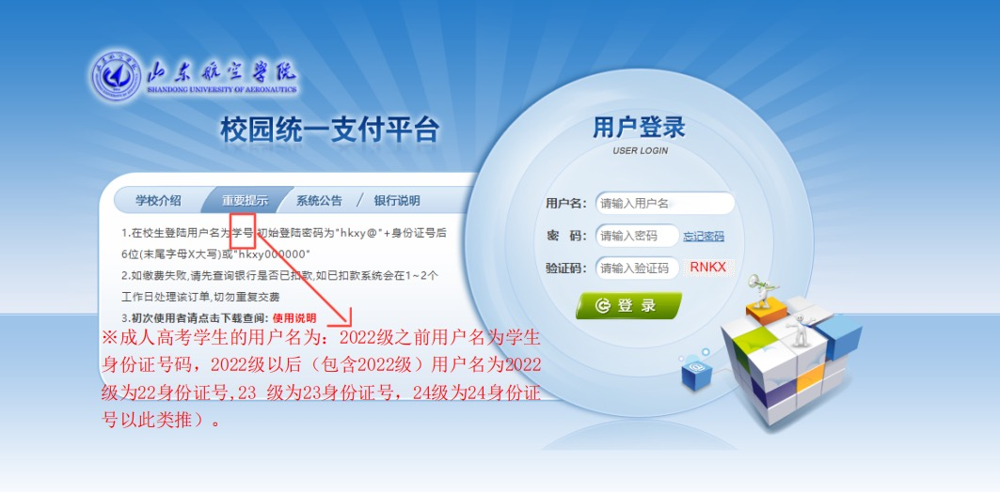 山东航空学院
SHANDONG UNIVERSITY OF AERONAUTICS
校园统一支付平台
学校介绍 重要提示 系统公告 / 银行说明
1.在校生登陆用户名为学号,初始登陆密码为"hkxy@"+身份证号后
6位(末尾字母X大写)或"hkxy000000"
2.如缴费失败,请先查询银行是否已扣款,如已扣款系统会在1~2个
工作日处理该订单,切勿重复交费
3.初次使用者请点击下载查阅: 使用说明
※成人高考学生的用户名为：2022级之前用户名为学生
身份证号码，2022级以后（包含2022级）用户名为2022
级为22身份证号,23 级为23身份证号，24级为24身份证
号以此类推）。
用户登录
USER LOGIN
用户名： 请输入用户名
密 码： 请输入密码 忘记密码
验证码： 请输入验证码 RNKX
登 录
@